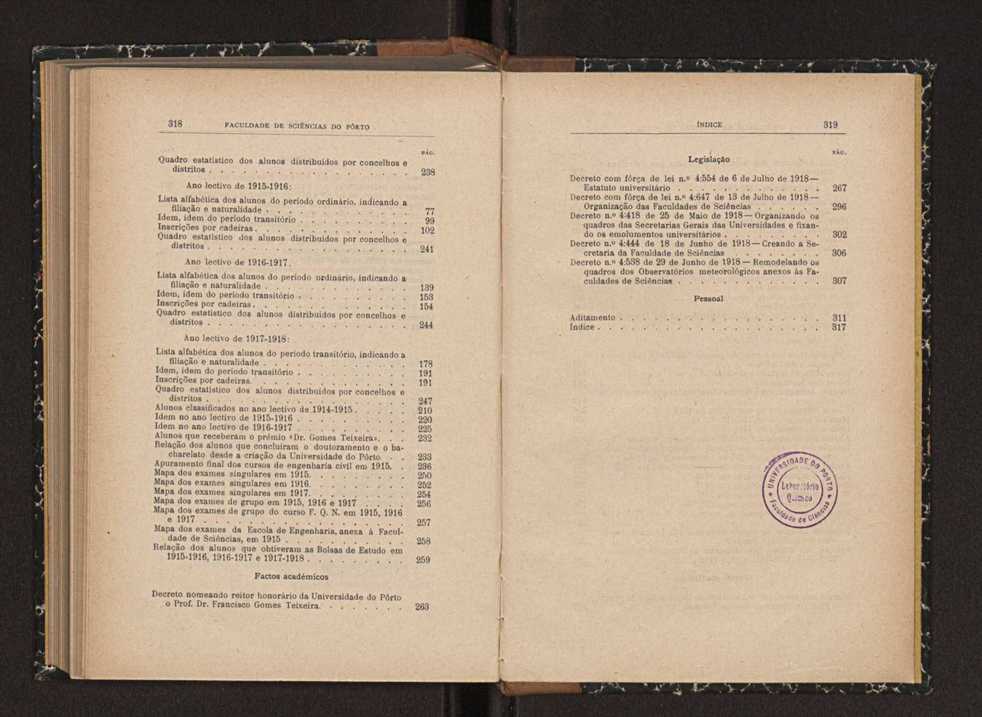 318 FACULDADE DE SCIÊNCIAS DO PÔRTO
PÁG.
Quadro estatístico dos alunos distribuídos por concelhos e
distritos . . . . . . . . . . . . . . . . . 238
Ano lectivo de 1915-1916:
Lista alfabética dos alunos do período ordinário, indicando a
filiação e naturalidade . . . . . . . . . . . . 77
Idem, idem do período transitório . . . . . . . . . 99
Inscrições por cadeiras. . . . . . . . . . . . . 102
Quadro estatístico dos alunos distribuídos por concelhos e
distritos . . . . . . . . . . . . . . . . . 241
Ano lectivo de 1916-1917.
Lista alfabética dos alunos do período ordinário, indicando a
filiação e naturalidade . . . . . . . . . . . . 139
Idem, idem do período transitório . . . . . . . . . 153
Inscrições por cadeiras. . . . . . . . . . . . . 154
Quadro estatístico dos alunos distribuídos por concelhos e
distritos . . . . . . . . . . . . . . . . . 244
Ano lectivo de 1917-1918:
Lista alfabética dos alunos do período transitório, indicando a
filiação e naturalidade . . . . . . . . . . . . 178
Idem, idem do período transitório . . . . . . . . . 191
Inscrições por cadeiras. . . . . . . . . . . . . 191
Quadro estatístico dos alunos distribuídos por concelhos e
distritos . . . . . . . . . . . . . . . . . 247
Alunos classificados no ano lectivo de 1914-1915. . . . . 210
Idem no ano lectivo de 1915-1916 . . . . . . . . . 220
Idem no ano lectivo de 1916-1917 . . . . . . . . . 225
Alunos que receberam o prémio «Dr. Gomes Teixeira». . . 232
Relação dos alunos que concluíram o doutoramento e o ba-
charelato desde a criação da Universidade do Pôrto. . . 233
Apuramento final dos cursos de engenharia civil em 1915. . 236
Mapa dos exames singulares em 1915. . . . . . . . 250
Mapa dos exames singulares em 1916. . . . . . . . 252
Mapa dos exames singulares em 1917. . . . . . . . 254
Mapa dos exames de grupo em 1915, 1916 e 1917 . . . . 256
Mapa dos exames de grupo do curso F. Q. N. em 1915, 1916
e 1917 . . . . . . . . . . . . . . . . . 257
Mapa dos exames da Escola de Engenharia, anexa à Facul-
dade de Sciências, em 1915 . . . . . . . . . . 258
Relação dos alunos que obtiveram as Bolsas de Estudo em
1915-1916, 1916-1917 e 1917-1918 . . . . . . . . 259
Factos académicos
Decreto nomeando reitor honorário da Universidade do Pôrto
o Prof. Dr. Francisco Gomes Teixeira. . . . . . . . 263
ÍNDICE 319
PÁG.
Legislação
Decreto com fôrça de lei n.º 4:554 de 6 de Julho de 1918—
Estatuto universitário . . . . . . . . . . . . 267
Decreto com fôrça de lei n.º 4:647 de 13 de Julho de 1918—
Organização das Faculdades de Sciências . . . . . . 296
Decreto n.º 4:418 de 25 de Maio de 1918—Organizando os
quadros das Secretarias Gerais das Universidades e fixan-
do os emolumentos universitários . . . . . . . . . 302
Decreto n.º 4:444 de 18 de Junho de 1918—Creando a Se-
cretaria da Faculdade de Sciências . . . . . . . . 306
Decreto n.º 4:538 de 29 de Junho de 1918—Remodelando os
quadros dos Observatórios meteorológicos anexos às Fa-
culdades de Sciências . . . . . . . . . . . . 307
Pessoal
Aditamento . . . . . . . . . . . . . . . . 311
Índice . . . . . . . . . . . . . . . . . . 317
UNIVERSIDADE DO PORTO
Laboratório
Químico
Faculdade de Ciências